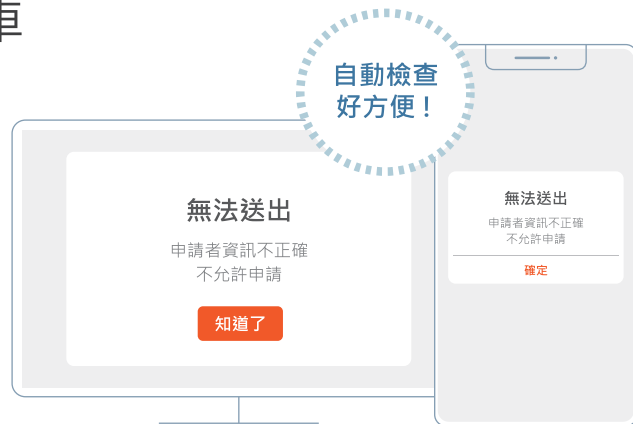 自動檢查
好方便！
無法送出
申請者資訊不正確
不允許申請
知道了
無法送出
申請者資訊不正確
不允許申請
確定